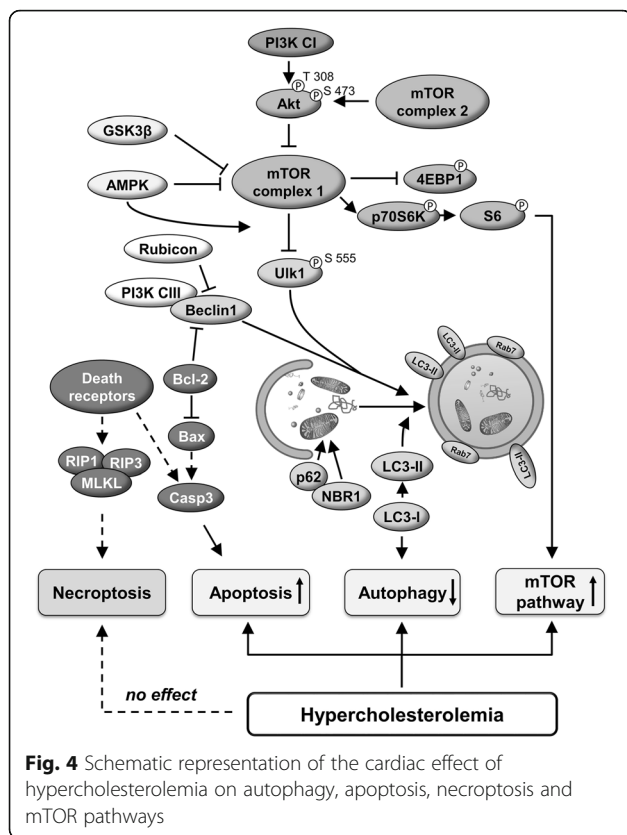 PI3K CI
P
T 308
P
S 473
Akt
mTOR
complex 2
GSK3β
AMPK
mTOR
complex 1
P
4EBP1
P
p70S6K
P
S6
Rubicon
P
S 555
Ulk1
PI3K CIII
Beclin1
LC3-II
Rab7
LC3-II
Death
receptors
Bcl-2
Bax
RIP1
RIP3
MLKL
Casp3
p62
NBR1
LC3-II
LC3-I
Rab7
LC3-II
Necroptosis
Apoptosis
Autophagy
mTOR
pathway
no effect
Hypercholesterolemia
Fig. 4 Schematic representation of the cardiac effect of
hypercholesterolemia on autophagy, apoptosis, necroptosis and
mTOR pathways